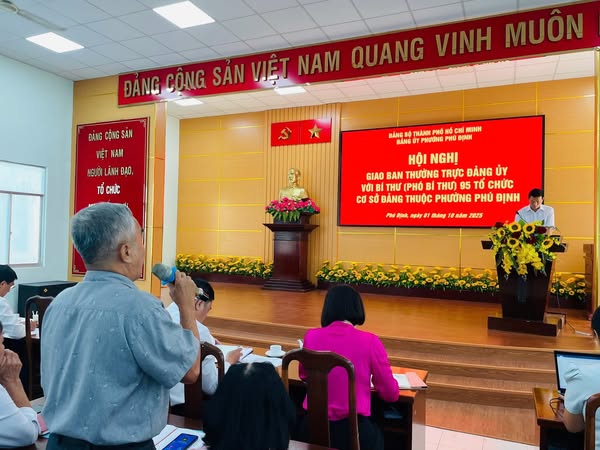 ĐẢNG CỘNG SẢN VIỆT NAM QUANG VINH MUÔN
ĐẢNG CỘNG SẢN
VIỆT NAM
NGƯỜI LÃNH ĐẠO,
TỔ CHỨC
ĐẢNG BỘ THÀNH PHỐ HỒ CHÍ MINH
ĐẢNG ỦY PHƯỜNG PHÚ ĐỊNH
HỘI NGHỊ
GIAO BAN THƯỜNG TRỰC ĐẢNG ỦY
VỚI BÍ THƯ (PHÓ BÍ THƯ) 95 TỔ CHỨC
CƠ SỞ ĐẢNG THUỘC PHƯỜNG PHÚ ĐỊNH
Phú Định, ngày 01 tháng 10 năm 2025